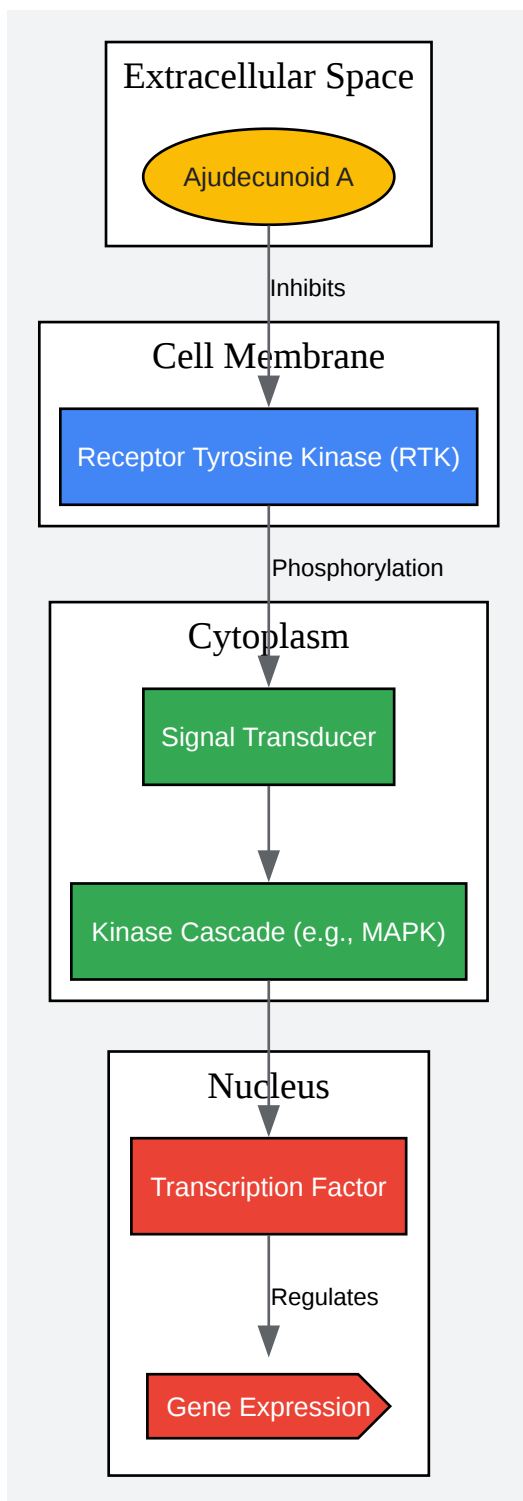 Extracellular Space
Ajudecunoid A
Inhibits
Cell Membrane
Receptor Tyrosine Kinase (RTK)
Phosphorylation
Cytoplasm
Signal Transducer
Kinase Cascade (e.g., MAPK)
Nucleus
Transcription Factor
Regulates
Gene Expression